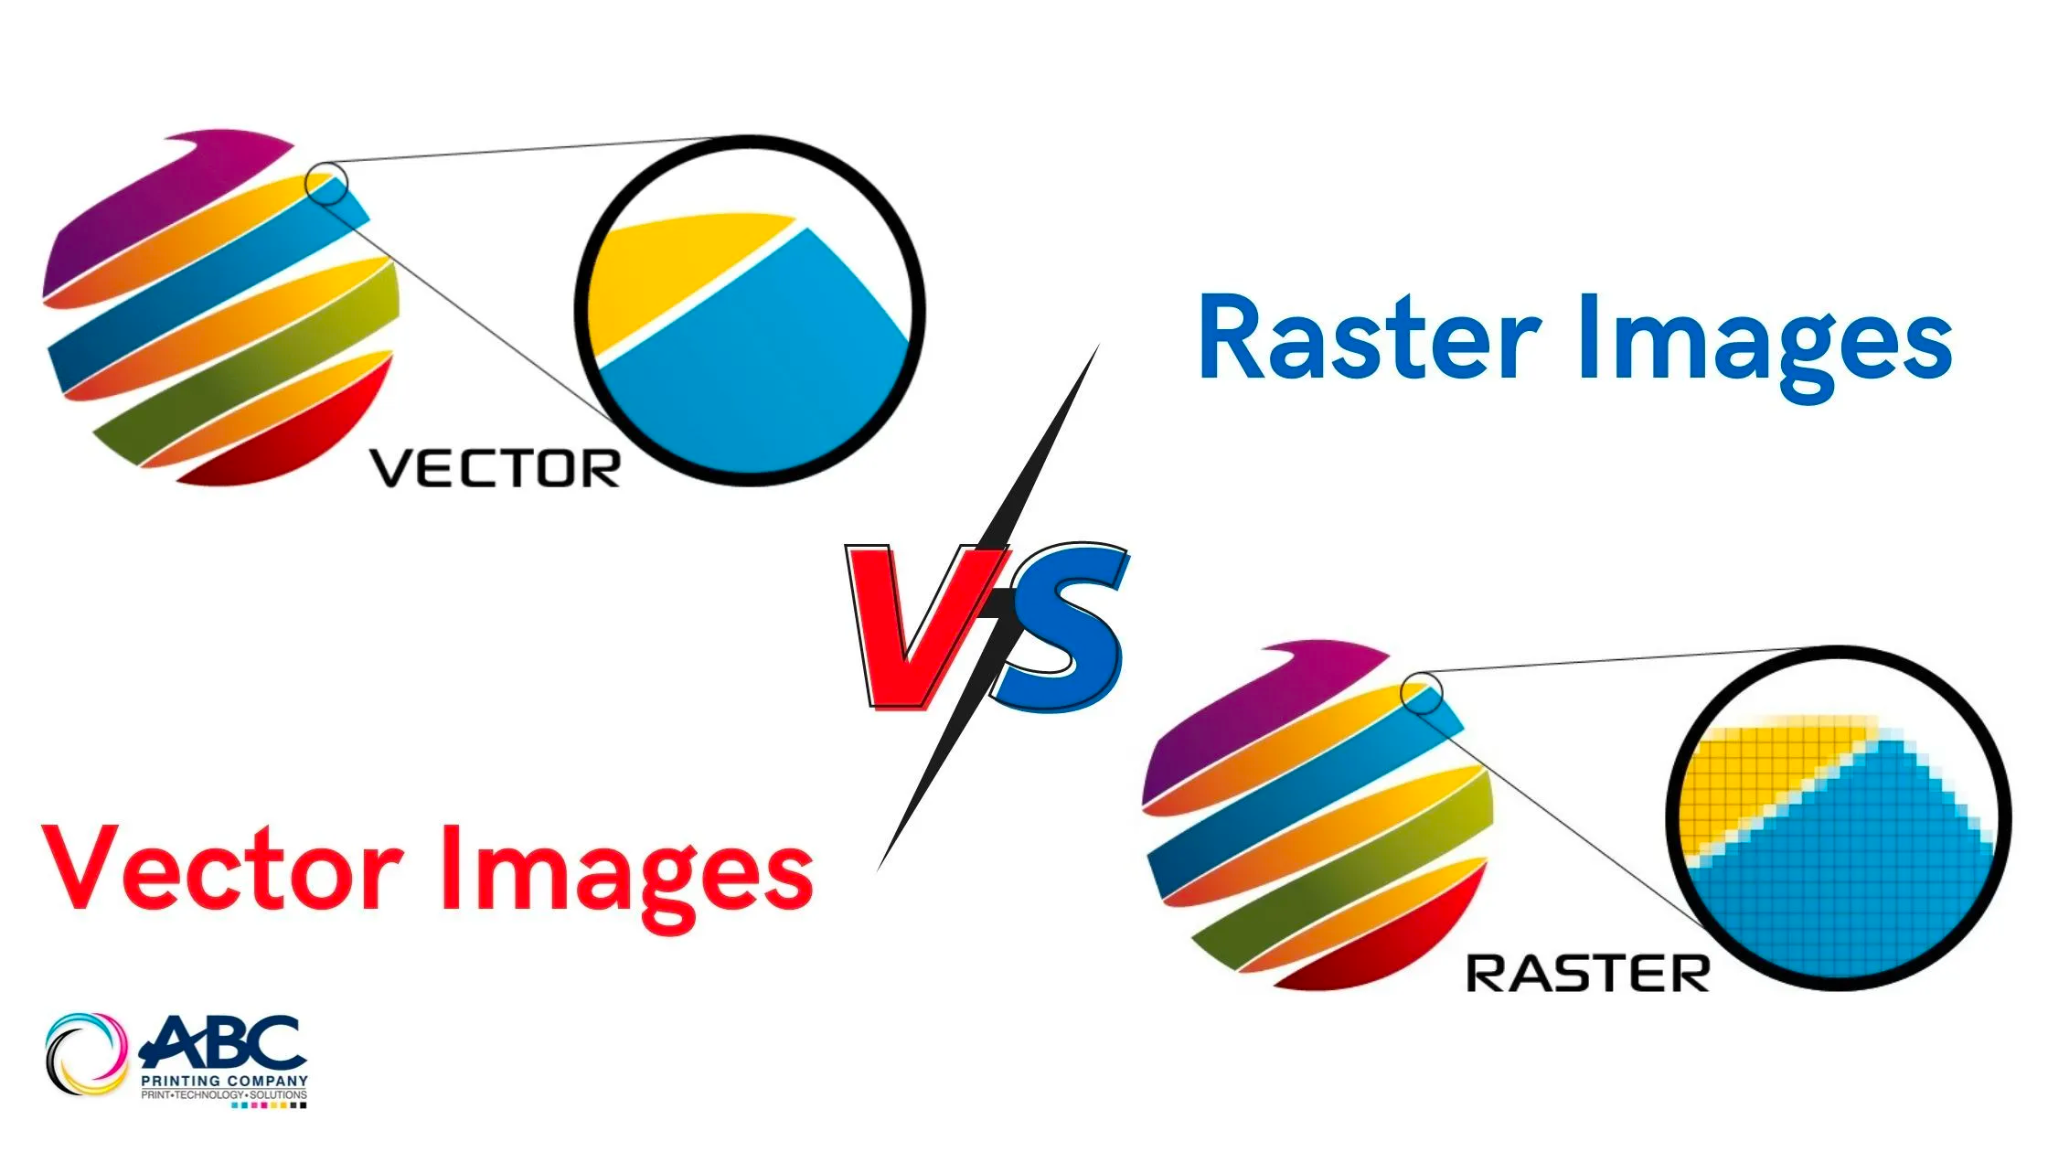 VECTOR
Raster Images
VS
Vector Images
RASTER
ABC
PRINTING COMPANY
PRINT•TECHNOLOGY•SOLUTIONS